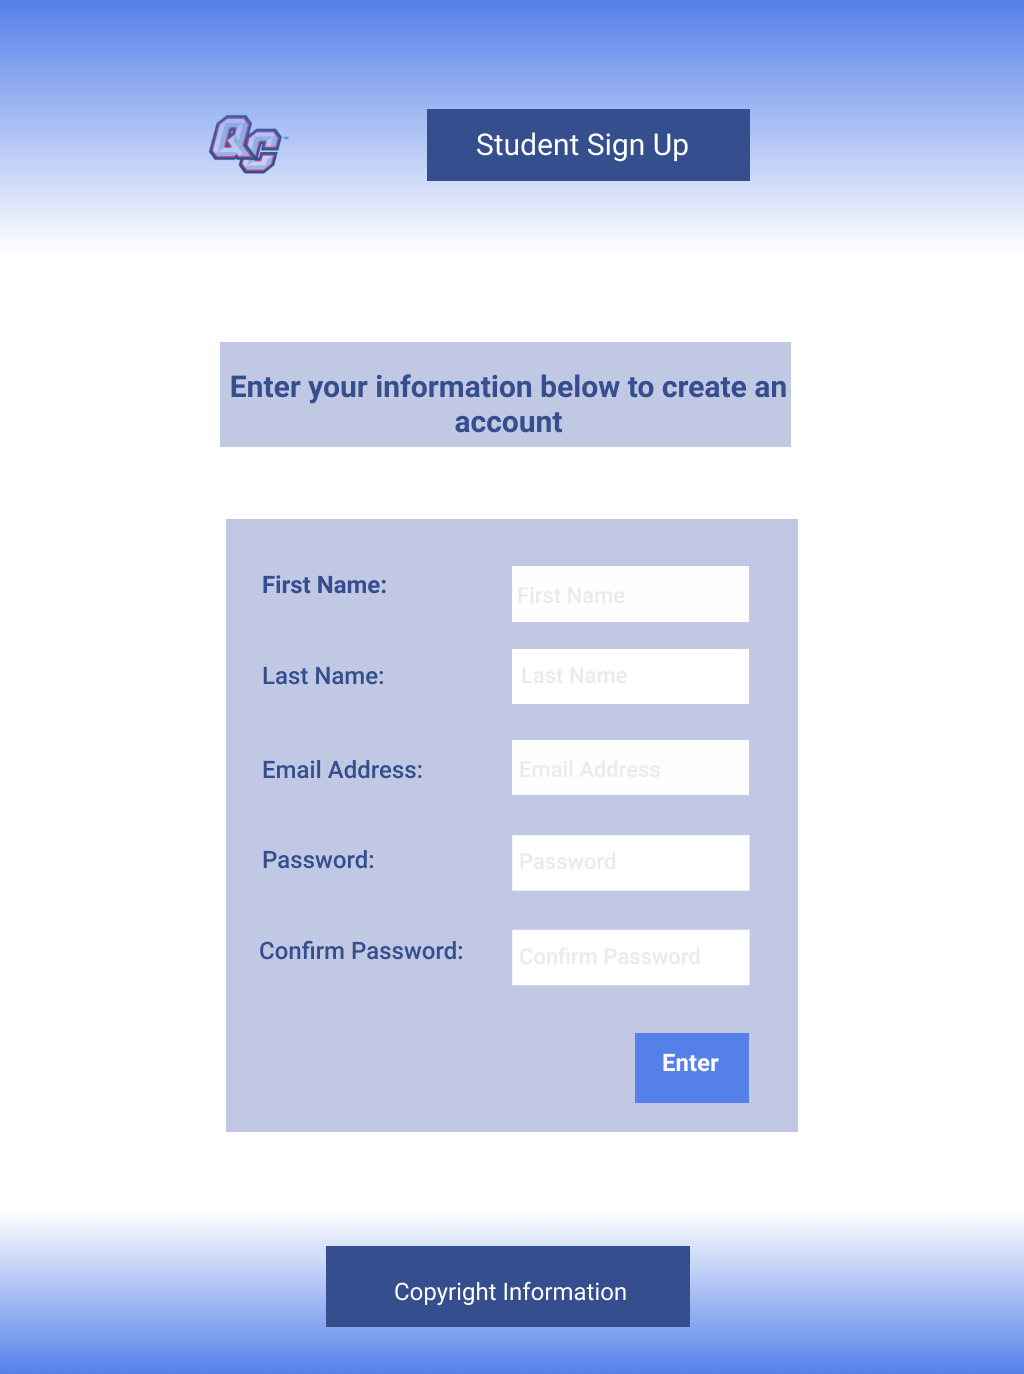 QC™
Student Sign Up
Enter your information below to create an
account
First Name:
First Name
Last Name:
Last Name
Email Address:
Email Address
Password:
Password
Confirm Password:
Confirm Password
Enter
Copyright Information